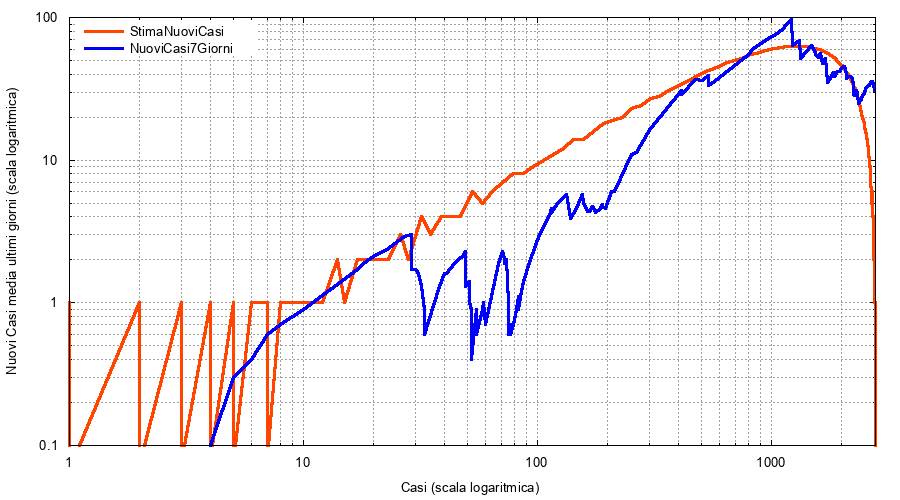 100
StimaNuoviCasi
NuoviCasi7Giorni
10
1
0.1
Nuovi Casi media ultimi giorni (scala logaritmica)
1
10
100
1000
Casi (scala logaritmica)